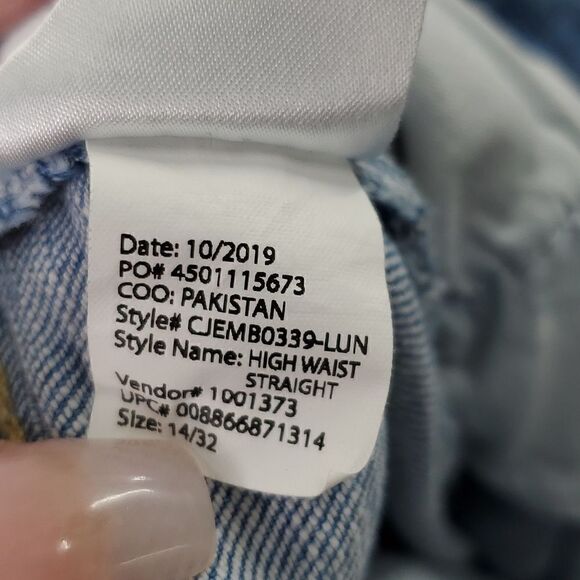 Date: 10/2019
PO# 4501115673
COO: PAKISTAN
Style# CJEMB0339-LUN
Style Name: HIGH WAIST
STRAIGHT
Vendor# 1001373
UPC# 008866871314
Size: 14/32